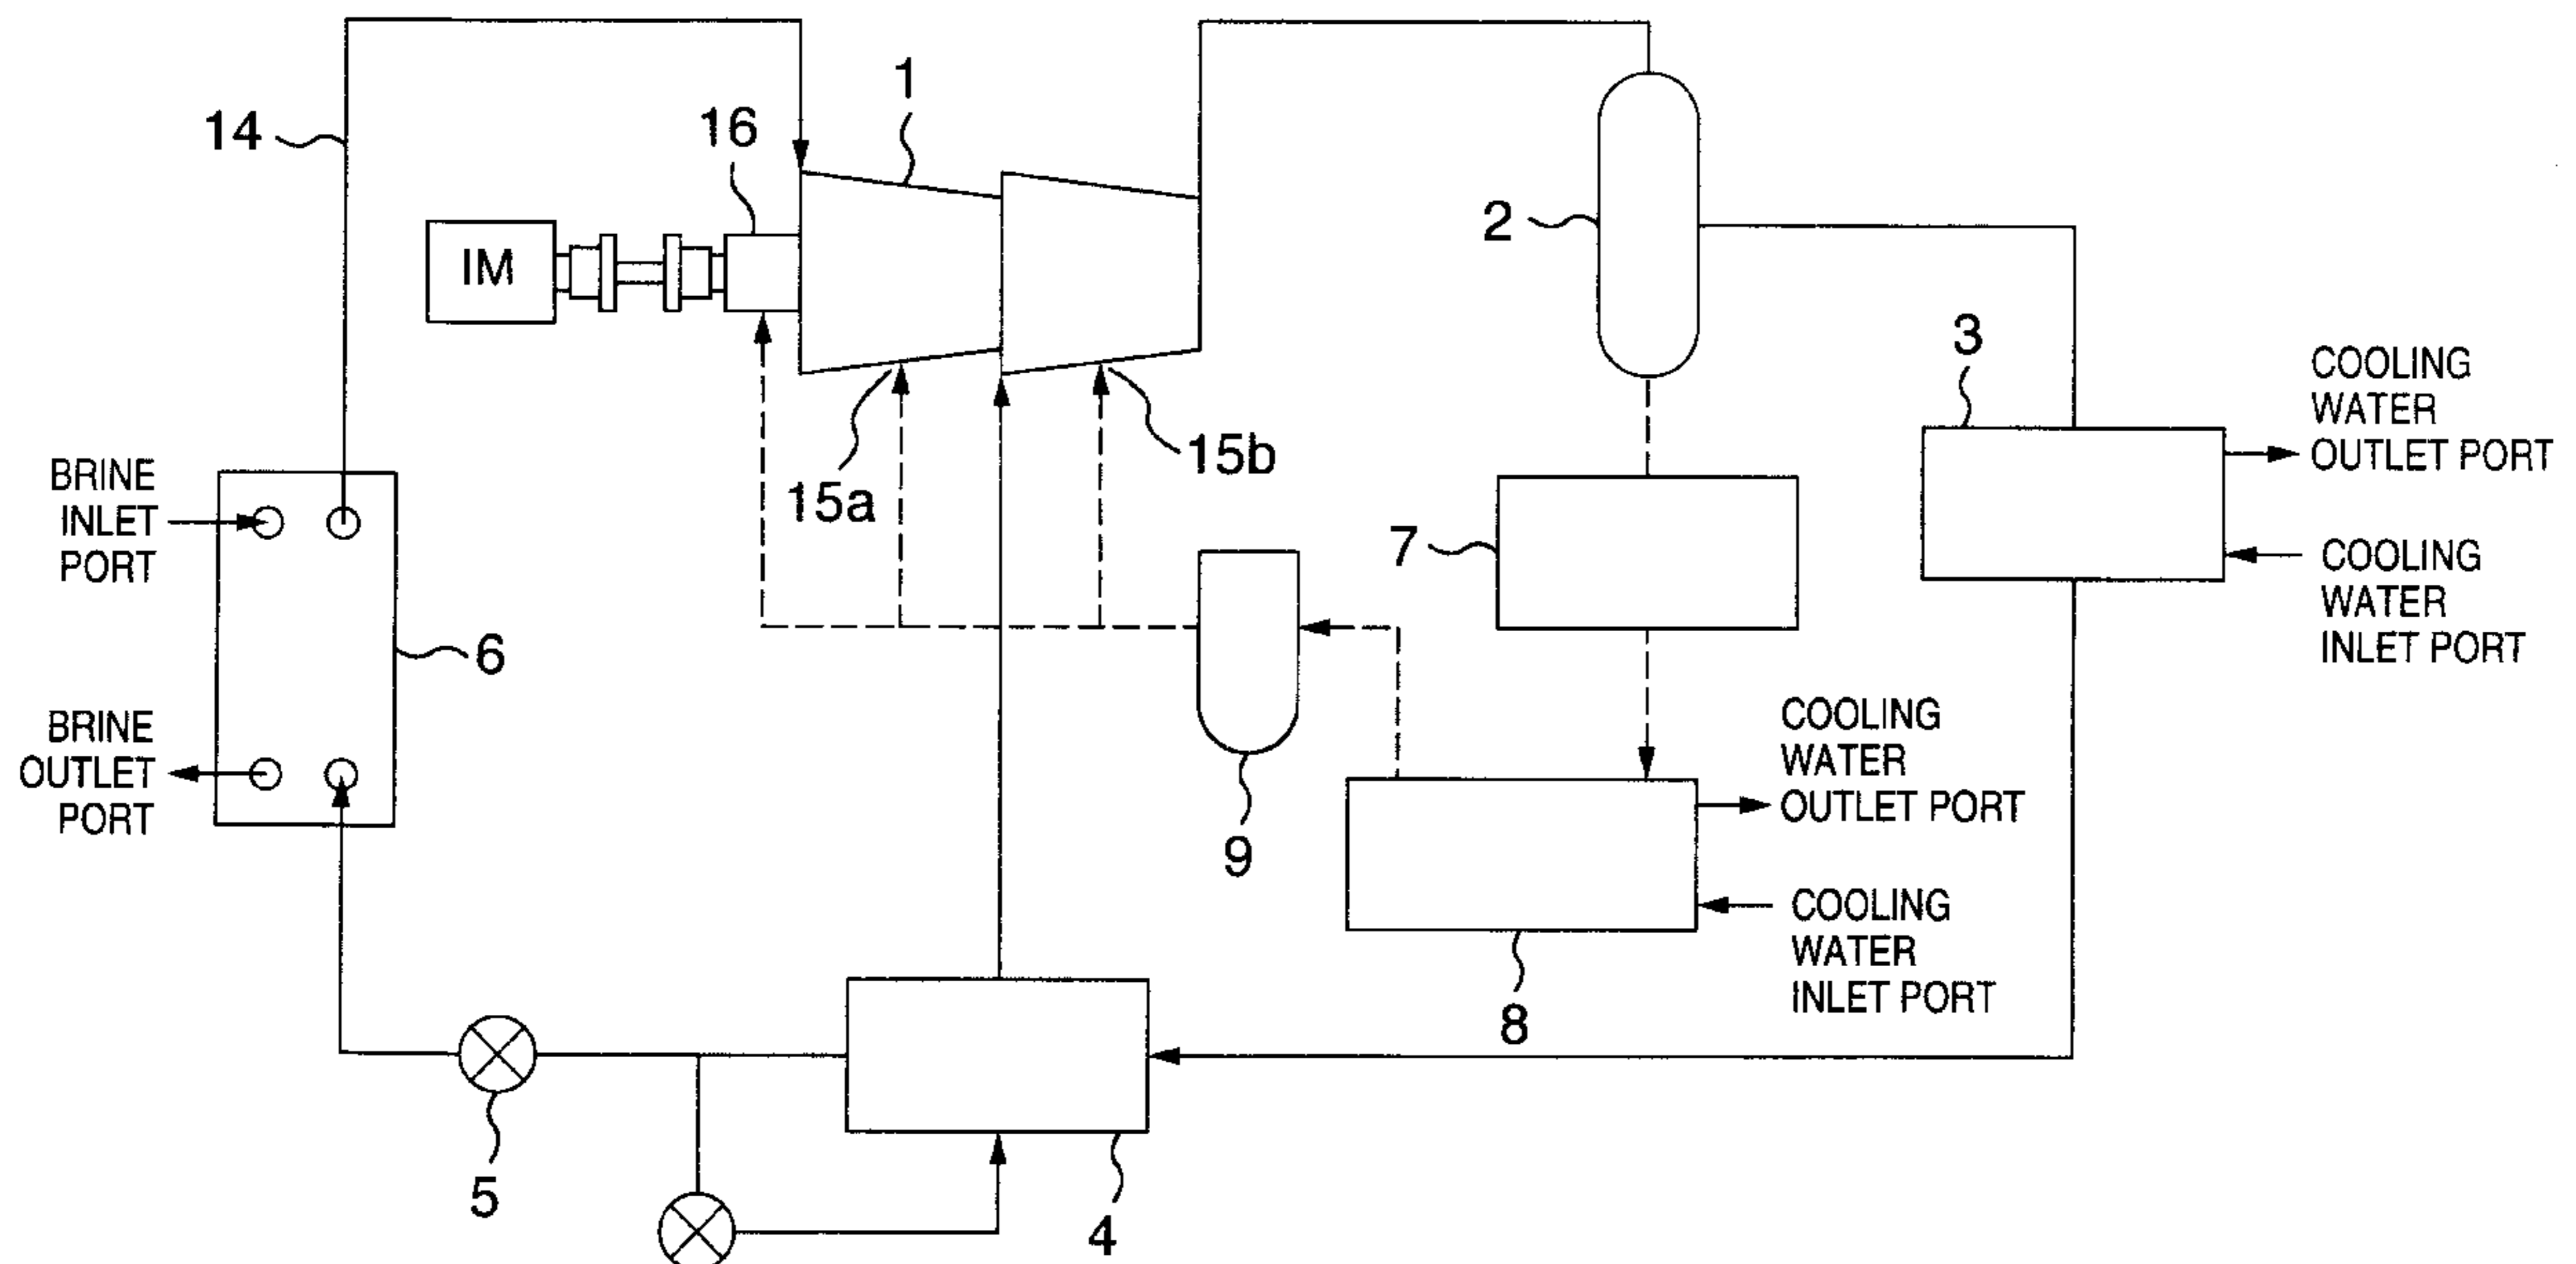 1
14
16
2
IM
3
COOLING
WATER
OUTLET PORT
15b
15a
BRINE
INLET
PORT
7
COOLING
WATER
INLET PORT
6
BRINE
OUTLET
PORT
COOLING
WATER
OUTLET PORT
9
COOLING
WATER
INLET PORT
8
5
4